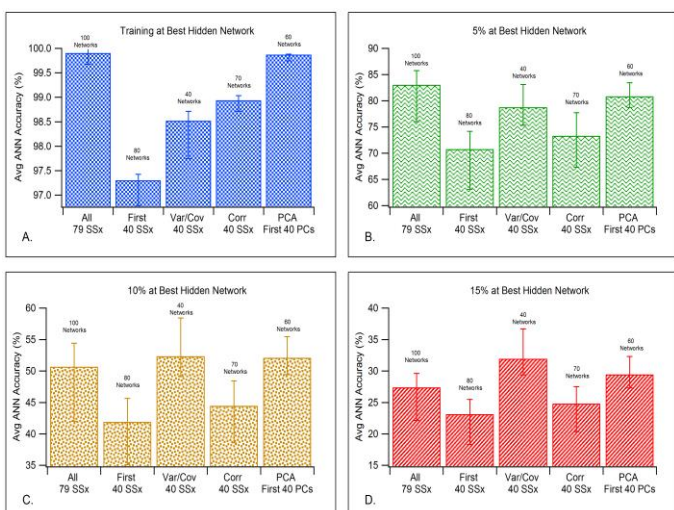 Training at Best Hidden Network
Avg ANN Accuracy (%)
100.0
99.5
99.0
98.5
98.0
97.5
97.0
100
Networks
80
Networks
40
Networks
70
Networks
60
Networks
All
79 SSx
First
40 SSx
Var/Cov
40 SSx
Corr
40 SSx
PCA
First 40 PCs
A.
5% at Best Hidden Network
Avg ANN Accuracy (%)
90
85
80
75
70
65
60
100
Networks
80
Networks
40
Networks
70
Networks
60
Networks
All
79 SSx
First
40 SSx
Var/Cov
40 SSx
Corr
40 SSx
PCA
First 40 PCs
B.
10% at Best Hidden Network
Avg ANN Accuracy (%)
60
55
50
45
40
35
100
Networks
80
Networks
40
Networks
70
Networks
60
Networks
All
79 SSx
First
40 SSx
Var/Cov
40 SSx
Corr
40 SSx
PCA
First 40 PCs
C.
15% at Best Hidden Network
Avg ANN Accuracy (%)
40
35
30
25
20
15
100
Networks
80
Networks
40
Networks
70
Networks
60
Networks
All
79 SSx
First
40 SSx
Var/Cov
40 SSx
Corr
40 SSx
PCA
First 40 PCs
D.